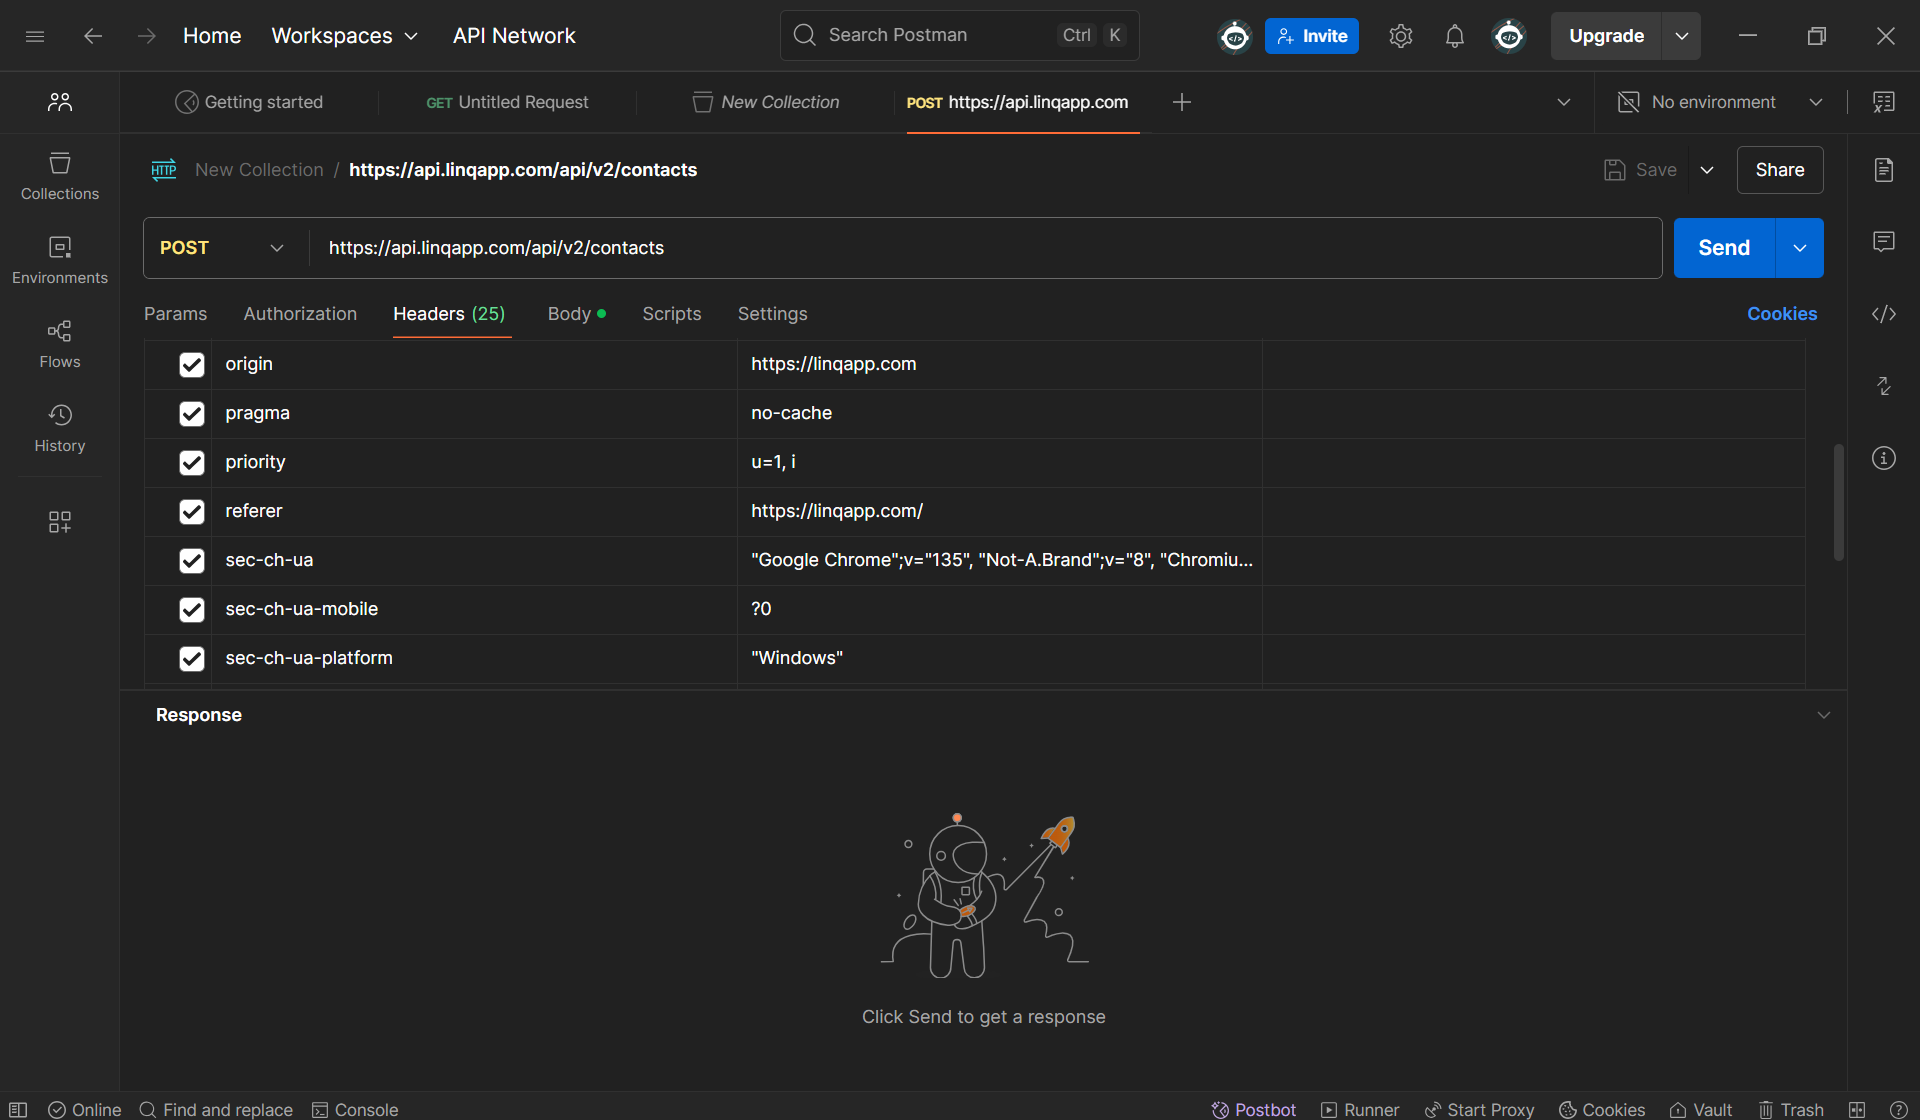 Home Workspaces API Network Search Postman Ctrl K Invite Upgrade
Getting started GET Untitled Request New Collection POST https://api.linqapp.com No environment
HTTP New Collection / https://api.linqapp.com/api/v2/contacts Save Share
POST https://api.linqapp.com/api/v2/contacts Send
Params Authorization Headers (25) Body Scripts Settings Cookies
Collections
Environments
Flows
History
origin https://linqapp.com
pragma no-cache
priority u=1, i
referer https://linqapp.com/
sec-ch-ua "Google Chrome";v="135", "Not-A.Brand";v="8", "Chromiu...
sec-ch-ua-mobile ?0
sec-ch-ua-platform "Windows"
Response
Click Send to get a response
Online Find and replace Console Postbot Runner Start Proxy Cookies Vault Trash